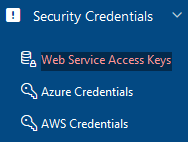 Security Credentials
Web Service Access Keys
Azure Credentials
AWS Credentials